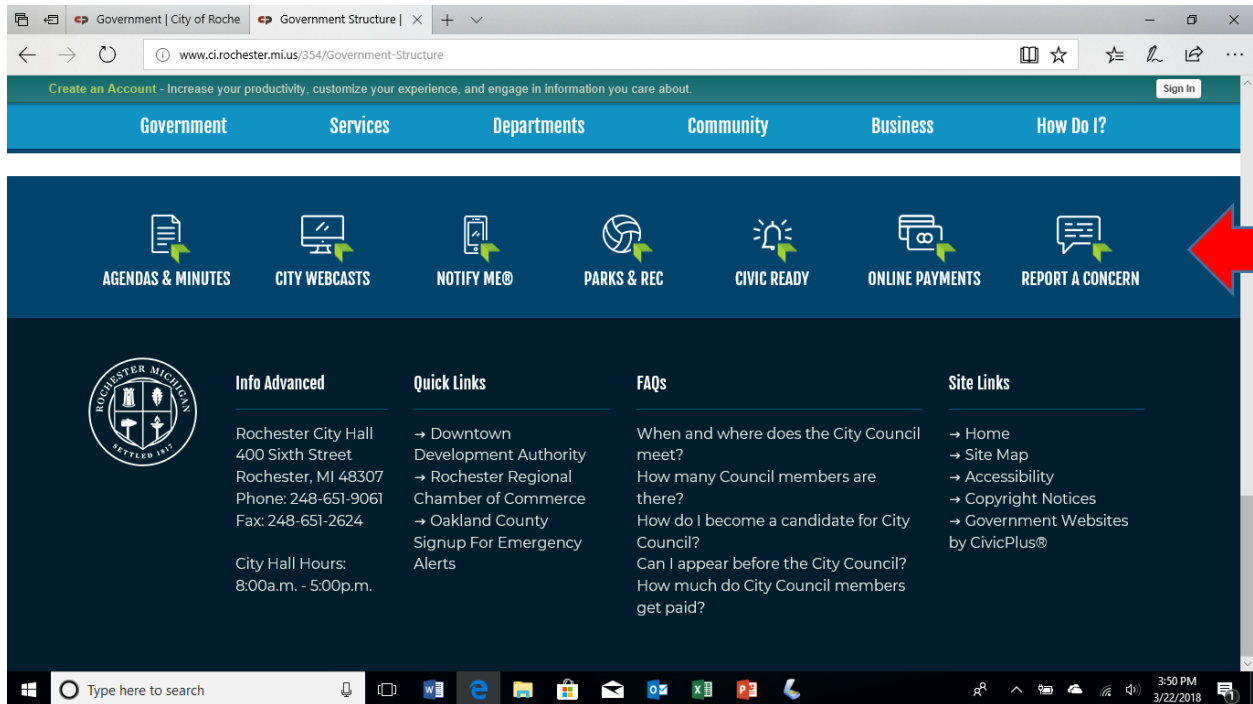 Government | City of Roche
Government Structure |
www.ci.rochester.mi.us/354/Government-Structure
Create an Account - Increase your productivity, customize your experience, and engage in information you care about.
Sign In
Government Services Departments Community Business How Do I?
AGENDAS & MINUTES CITY WEBCASTS NOTIFY ME® PARKS & REC CIVIC READY ONLINE PAYMENTS REPORT A CONCERN
ROCHESTER MICHIGAN
SETTLED 1817
Info Advanced
Rochester City Hall
400 Sixth Street
Rochester, MI 48307
Phone: 248-651-9061
Fax: 248-651-2624
City Hall Hours:
8:00a.m. - 5:00p.m.
Quick Links
→ Downtown
Development Authority
→ Rochester Regional
Chamber of Commerce
→ Oakland County
Signup For Emergency
Alerts
FAQs
When and where does the City Council
meet?
How many Council members are
there?
How do I become a candidate for City
Council?
Can I appear before the City Council?
How much do City Council members
get paid?
Site Links
→ Home
→ Site Map
→ Accessibility
→ Copyright Notices
→ Government Websites
by CivicPlus®
Type here to search
3:50 PM
3/22/2018